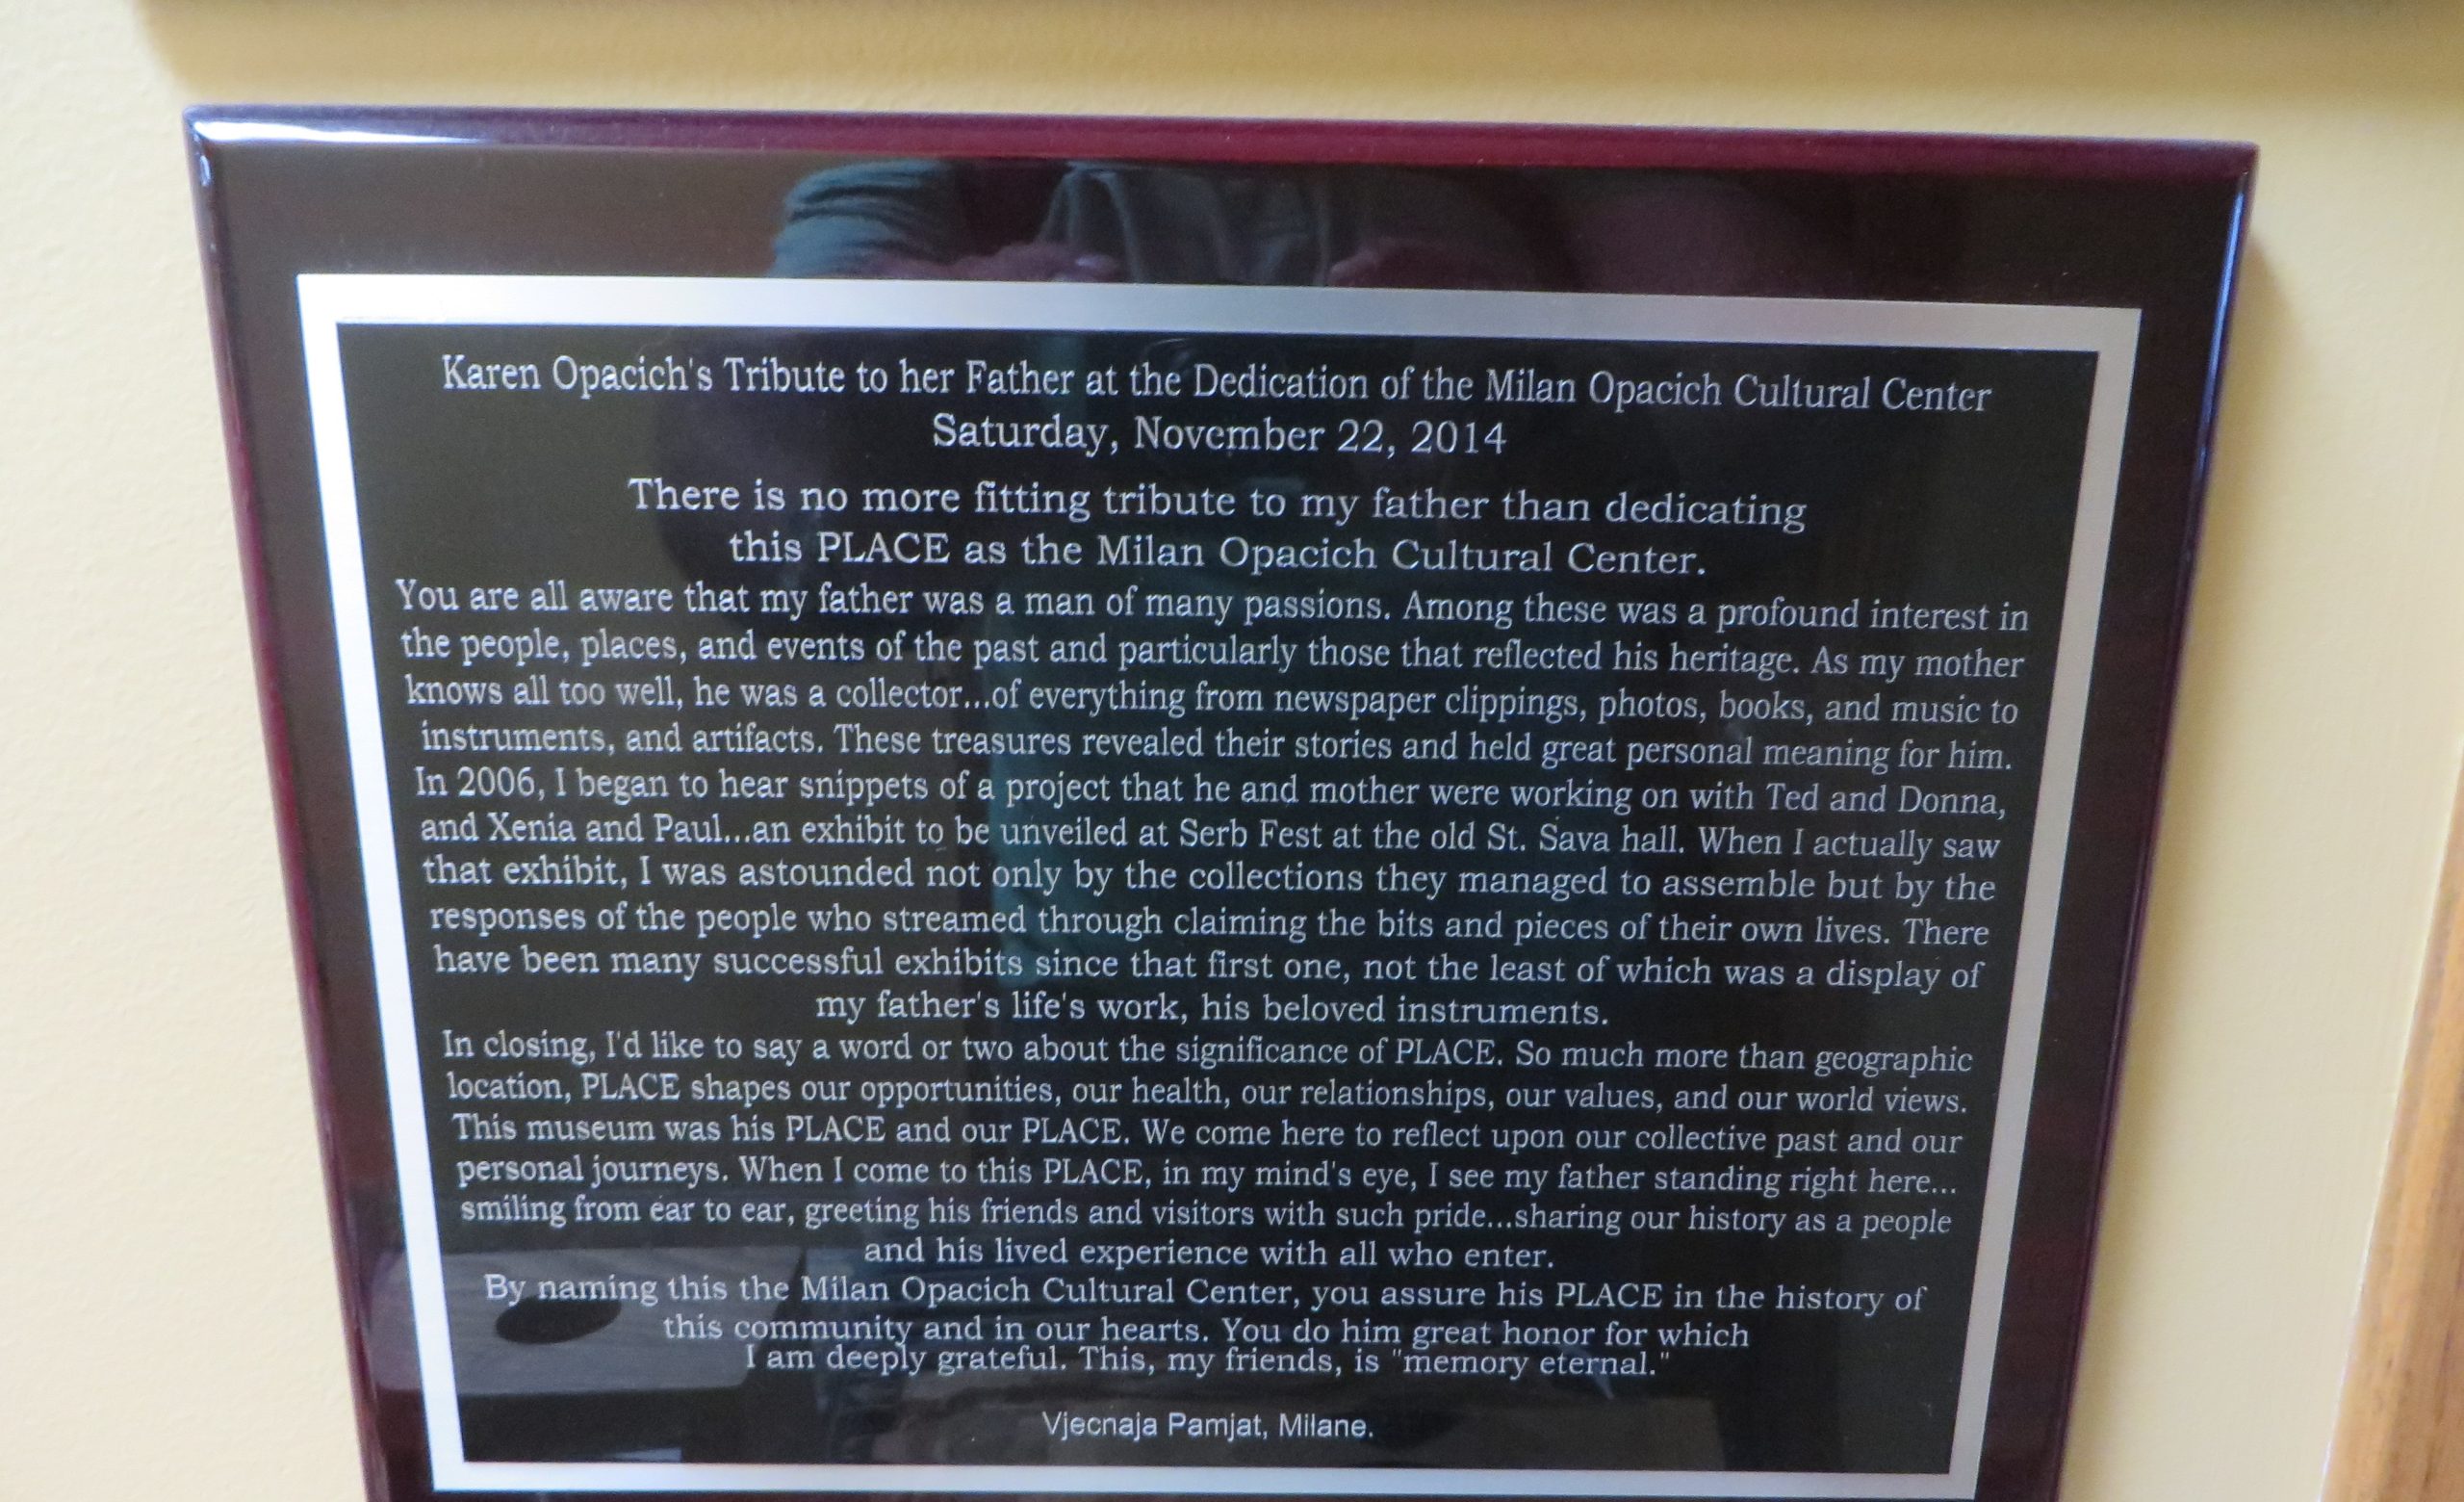 Karen Opacich's Tribute to her Father at the Dedication of the Milan Opacich Cultural Center
Saturday, November 22, 2014
There is no more fitting tribute to my father than dedicating
this PLACE as the Milan Opacich Cultural Center.
You are all aware that my father was a man of many passions. Among these was a profound interest in
the people, places, and events of the past and particularly those that reflected his heritage. As my mother
knows all too well, he was a collector...of everything from newspaper clippings, photos, books, and music to
instruments, and artifacts. These treasures revealed their stories and held great personal meaning for him.
In 2006, I began to hear snippets of a project that he and mother were working on with Ted and Donna,
and Xenia and Paul...an exhibit to be unveiled at Serb Fest at the old St. Sava hall. When I actually saw
that exhibit, I was astounded not only by the collections they managed to assemble but by the
responses of the people who streamed through claiming the bits and pieces of their own lives. There
have been many successful exhibits since that first one, not the least of which was a display of
my father's life's work, his beloved instruments.
In closing, I'd like to say a word or two about the significance of PLACE. So much more than geographic
location, PLACE shapes our opportunities, our health, our relationships, our values, and our world views.
This museum was his PLACE and our PLACE. We come here to reflect upon our collective past and our
personal journeys. When I come to this PLACE, in my mind's eye, I see my father standing right here...
smiling from ear to ear, greeting his friends and visitors with such pride...sharing our history as a people
and his lived experience with all who enter.
By naming this the Milan Opacich Cultural Center, you assure his PLACE in the history of
this community and in our hearts. You do him great honor for which
I am deeply grateful. This, my friends, is "memory eternal."
Vjecnaja Pamjat, Milane.